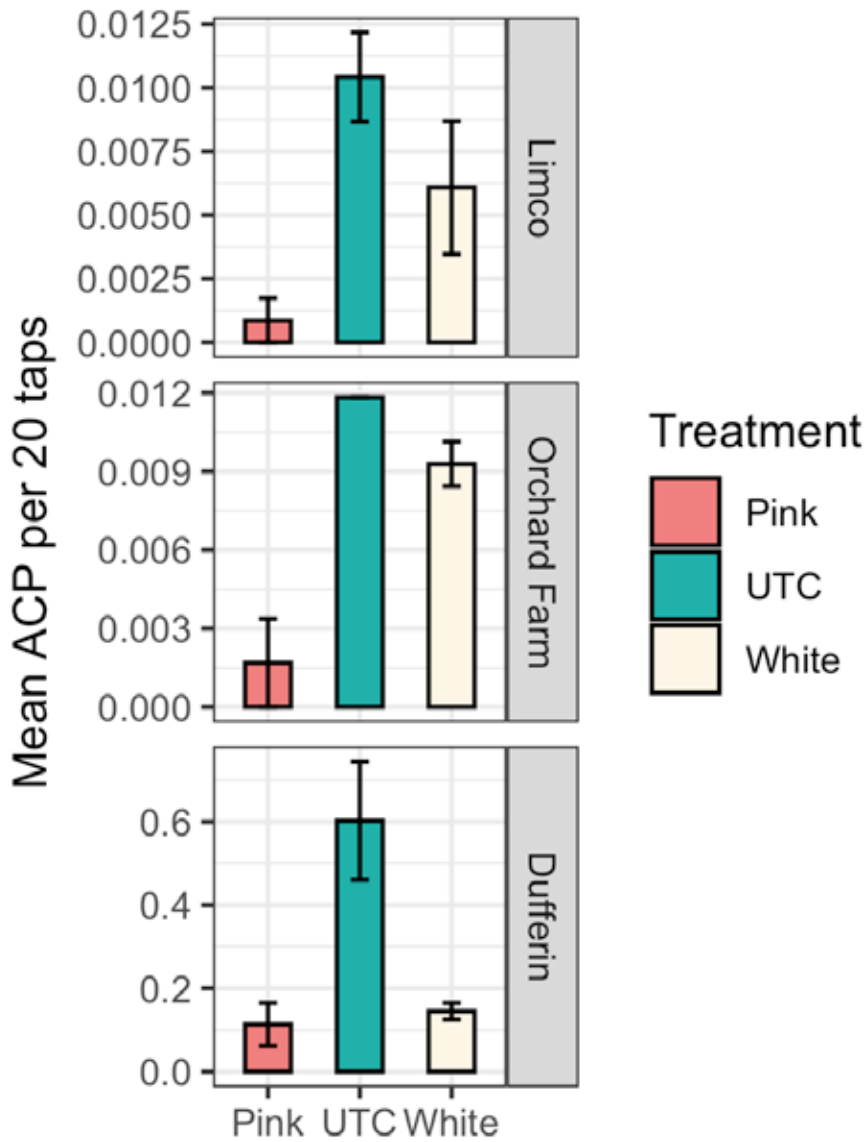 Mean ACP per 20 taps
0.0125
0.0100
0.0075
0.0050
0.0025
0.0000
Limco
0.012
0.009
0.006
0.003
0.000
Orchard Farm
0.6
0.4
0.2
0.0
Dufferin
Pink UTC White
Treatment
Pink
UTC
White